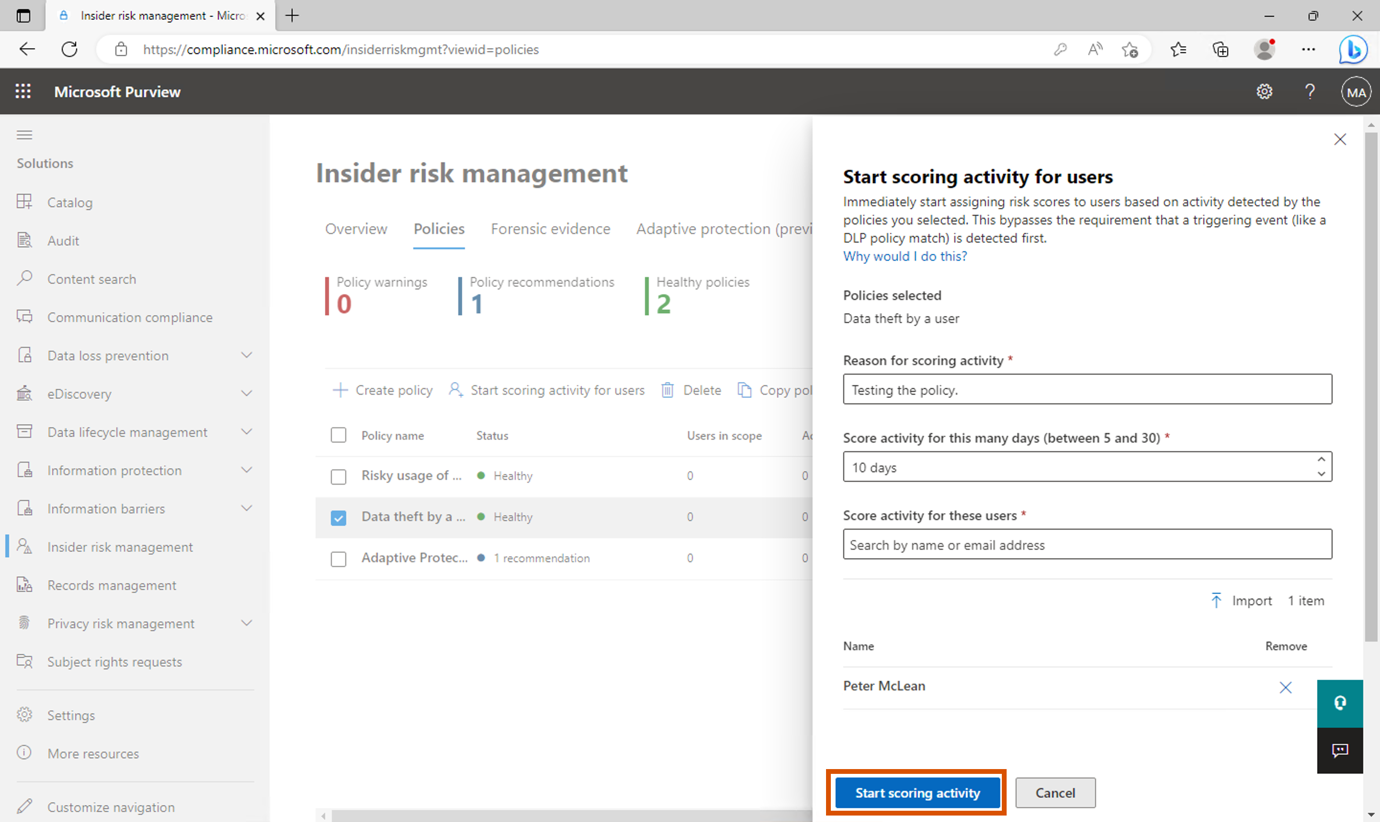 Insider risk management - Micro
https://compliance.microsoft.com/insiderriskmgmt?viewid=policies
Microsoft Purview
MA
Solutions
Catalog
Audit
Content search
Communication compliance
Data loss prevention
eDiscovery
Data lifecycle management
Information protection
Information barriers
Insider risk management
Records management
Privacy risk management
Subject rights requests
Settings
More resources
Customize navigation
Insider risk management
Overview Policies Forensic evidence Adaptive protection (previ
Policy warnings
0
Policy recommendations
1
Healthy policies
2
Create policy Start scoring activity for users Delete Copy pol
Policy name Status Users in scope Ac
Risky usage of ... Healthy 0 0
Data theft by a ... Healthy 0 0
Adaptive Protec... 1 recommendation 0 0
Start scoring activity for users
Immediately start assigning risk scores to users based on activity detected by the
policies you selected. This bypasses the requirement that a triggering event (like a
DLP policy match) is detected first.
Why would I do this?
Policies selected
Data theft by a user
Reason for scoring activity *
Testing the policy.
Score activity for this many days (between 5 and 30) *
10 days
Score activity for these users *
Search by name or email address
Import 1 item
Name Remove
Peter McLean
Start scoring activity Cancel